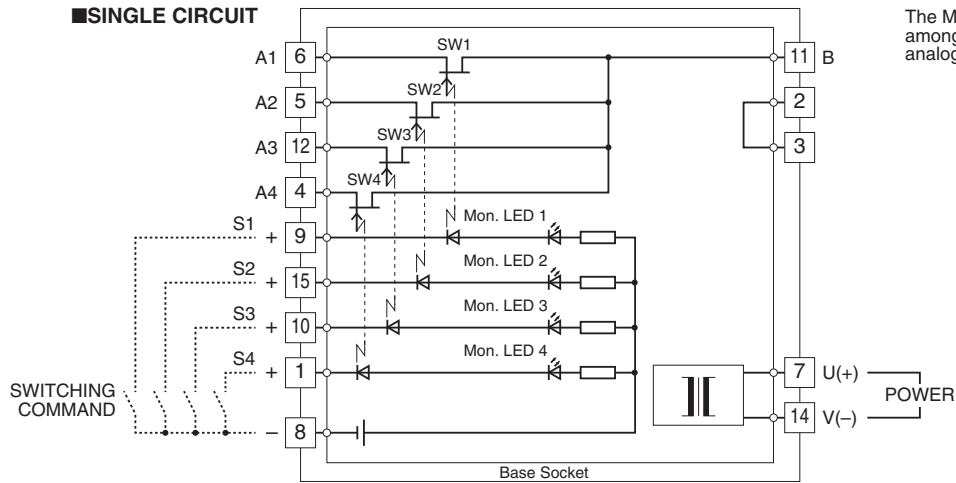 ■SINGLE CIRCUIT
The M
among
analog
A1 6 SW1 11 B
A2 5 SW2 2
A3 12 SW3 3
A4 4 SW4
S1 + 9 Mon. LED 1
S2 + 15 Mon. LED 2
S3 + 10 Mon. LED 3
S4 + 1 Mon. LED 4
7 U(+)
SWITCHING
COMMAND
POWER
– 8
14 V(–)
Base Socket